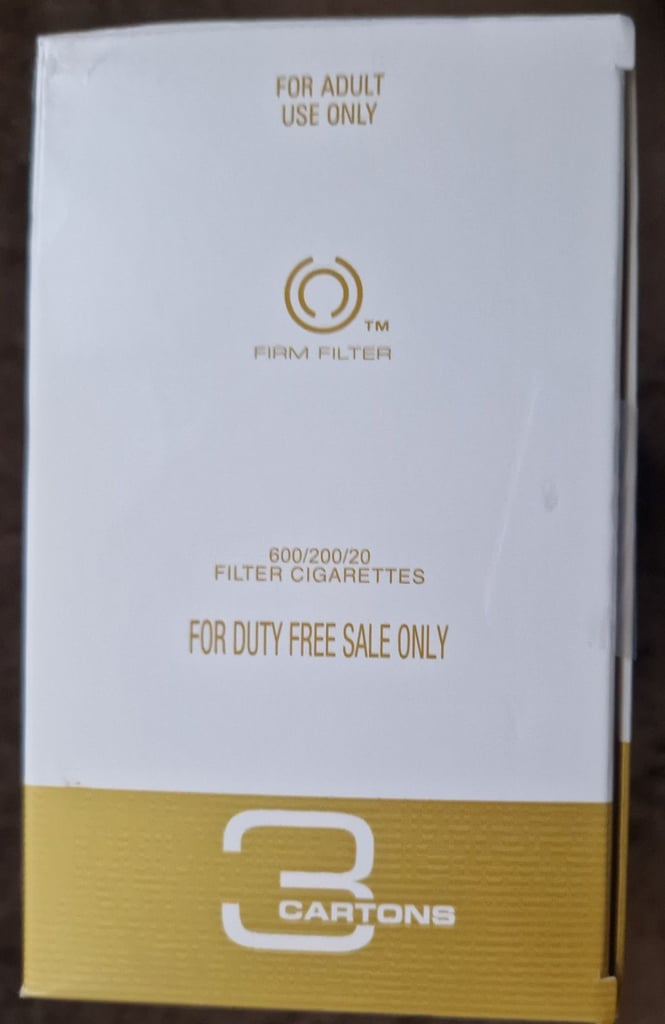 FOR ADULT
USE ONLY
TM
FIRM FILTER
600/200/20
FILTER CIGARETTES
FOR DUTY FREE SALE ONLY
3
CARTONS